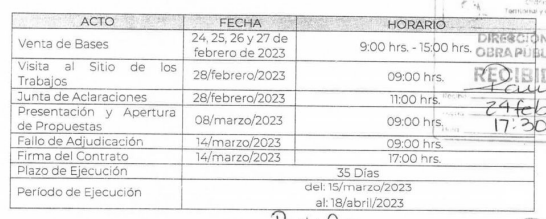 ACTO FECHA HORARIO
Venta de Bases 24, 25, 26 y 27 de febrero de 2023 9:00 hrs. - 15:00 hrs.
Visita al Sitio de los Trabajos 28/febrero/2023 09:00 hrs.
Junta de Aclaraciones 28/febrero/2023 11:00 hrs.
Presentación y Apertura de Propuestas 08/marzo/2023 09:00 hrs.
Fallo de Adjudicación 14/marzo/2023 09:00 hrs.
Firma del Contrato 14/marzo/2023 17:00 hrs.
Plazo de Ejecución 35 Días
Período de Ejecución del: 15/marzo/2023
al: 18/abril/2023
DIRECCIÓN
OBRA PÚBL
RECIBI
24 feb
17:30